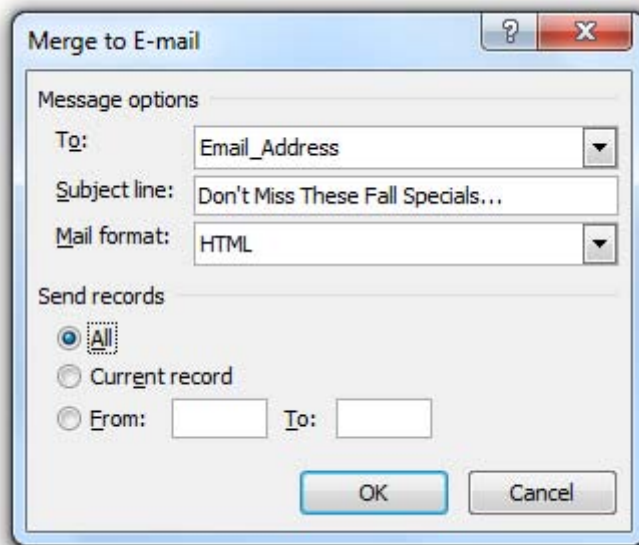 Merge to E-mail
?
X
Message options
To: Email_Address
Subject line: Don't Miss These Fall Specials...
Mail format: HTML
Send records
All
Current record
From: To:
OK Cancel